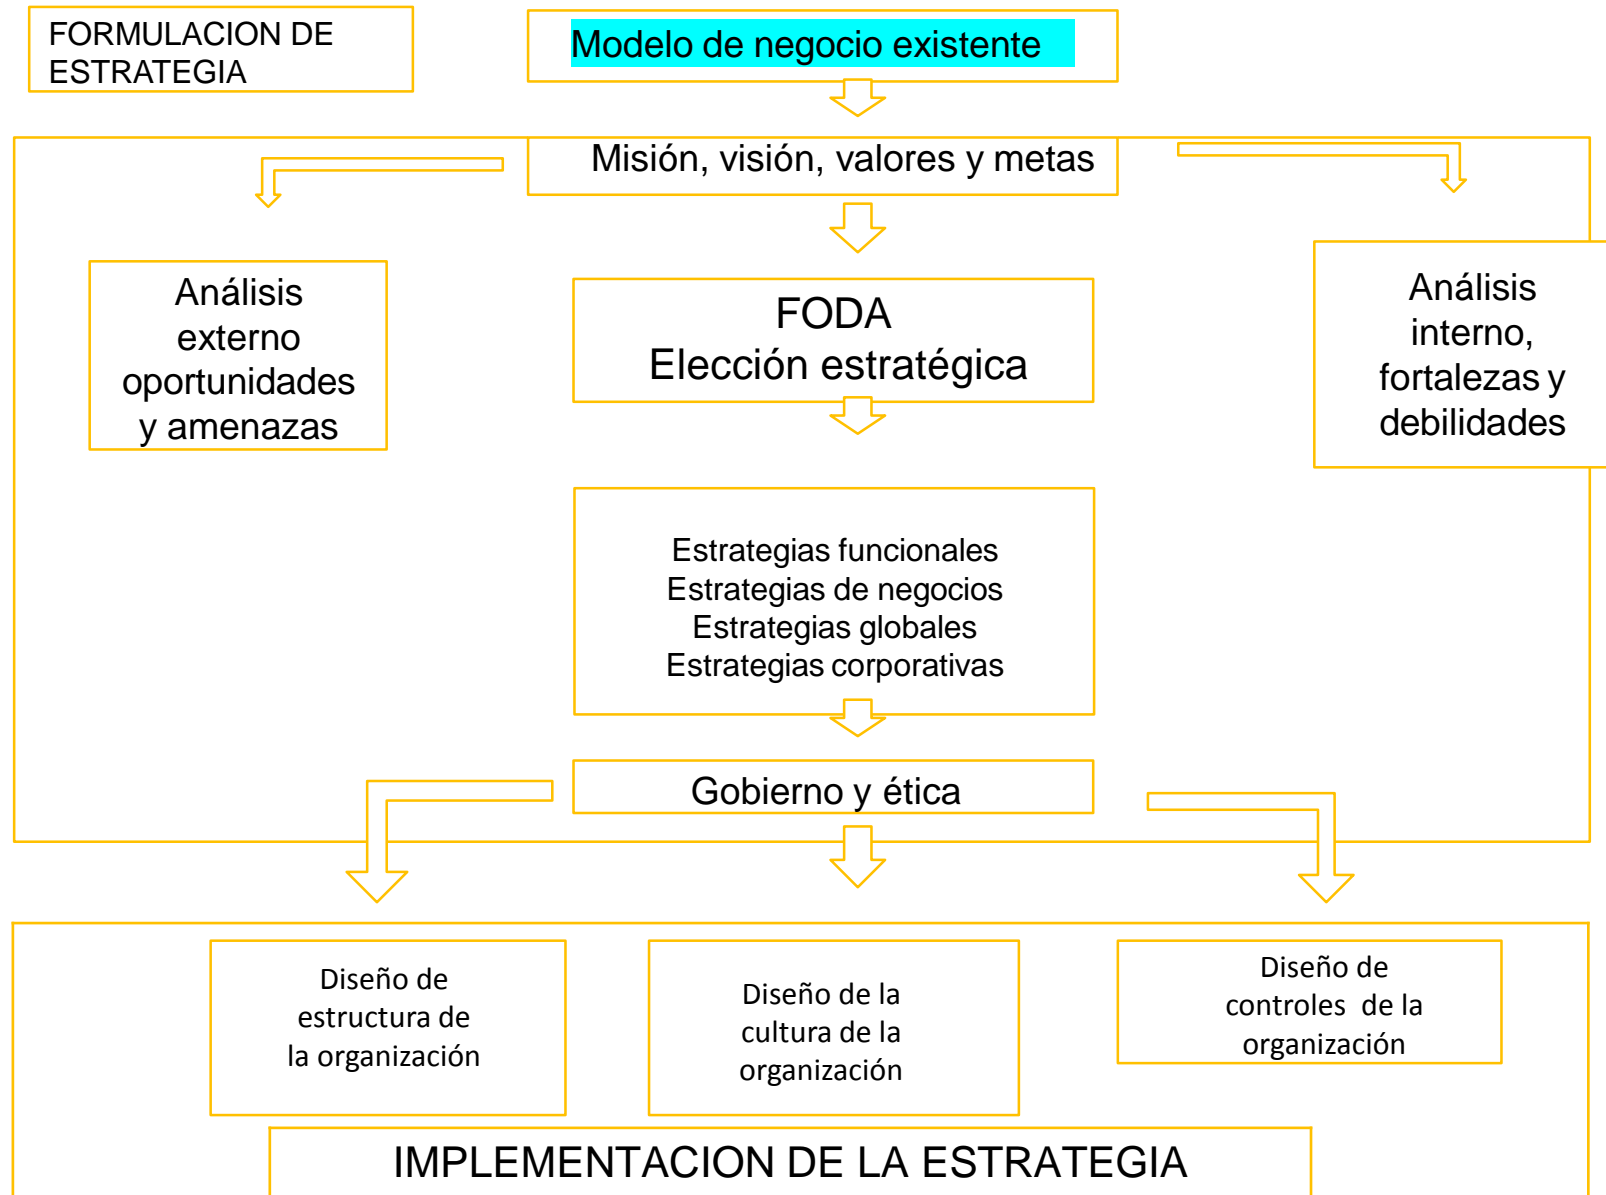 FORMULACION DE
ESTRATEGIA
Modelo de negocio existente
Misión, visión, valores y metas
Análisis
externo
oportunidades
y amenazas
FODA
Elección estratégica
Análisis
interno,
fortalezas y
debilidades
Estrategias funcionales
Estrategias de negocios
Estrategias globales
Estrategias corporativas
Gobierno y ética
Diseño de
estructura de
la organización
Diseño de la
cultura de la
organización
Diseño de
controles de la
organización
IMPLEMENTACION DE LA ESTRATEGIA